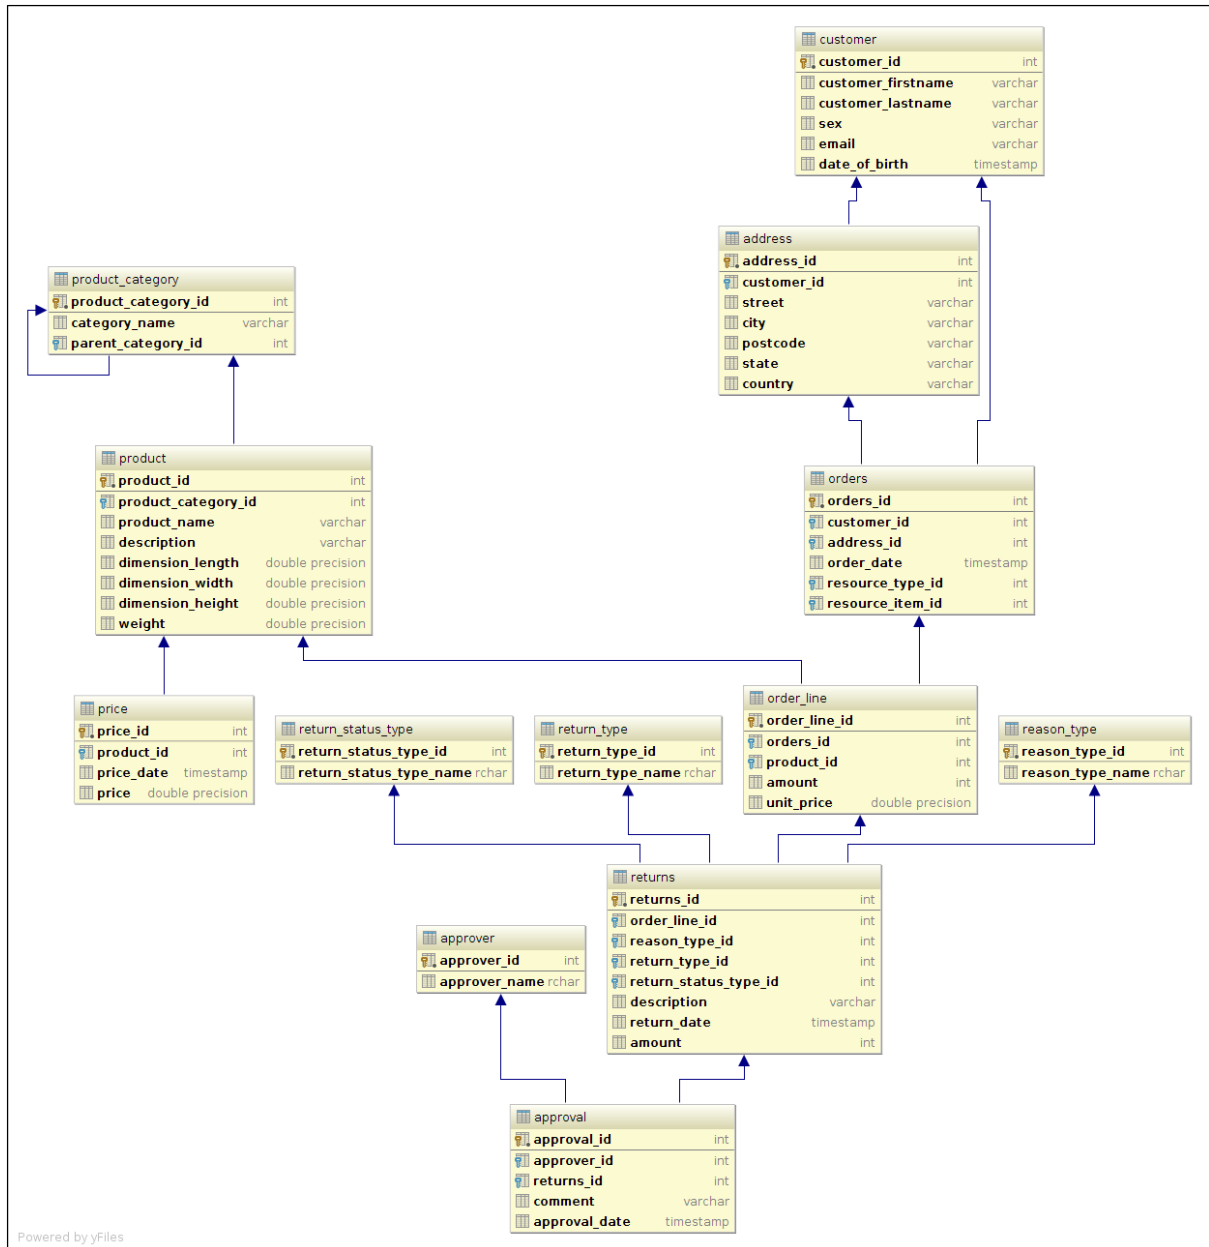 customer
customer_id int
customer_firstname varchar
customer_lastname varchar
sex varchar
email varchar
date_of_birth timestamp
address
address_id int
customer_id int
street varchar
city varchar
postcode varchar
state varchar
country varchar
product_category
product_category_id int
category_name varchar
parent_category_id int
product
product_id int
product_category_id int
product_name varchar
description varchar
dimension_length double precision
dimension_width double precision
dimension_height double precision
weight double precision
orders
orders_id int
customer_id int
address_id int
order_date timestamp
resource_type_id int
resource_item_id int
price
price_id int
product_id int
price_date timestamp
price double precision
return_status_type
return_status_type_id int
return_status_type_name rchar
return_type
return_type_id int
return_type_name rchar
order_line
order_line_id int
orders_id int
product_id int
amount int
unit_price double precision
reason_type
reason_type_id int
reason_type_name rchar
returns
returns_id int
order_line_id int
reason_type_id int
return_type_id int
return_status_type_id int
description varchar
return_date timestamp
amount int
approver
approver_id int
approver_name rchar
approval
approval_id int
approver_id int
returns_id int
comment varchar
approval_date timestamp
Powered by yFiles